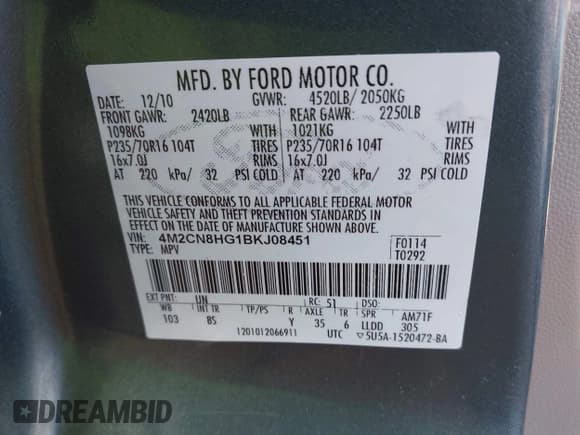 MFD. BY FORD MOTOR CO.
DATE: 12/10 GVWR: 4520LB/ 2050KG
FRONT GAWR: 2420LB REAR GAWR: 2250LB
1098KG WITH 1021KG WITH
P235/70R16 104T TIRES P235/70R16 104T TIRES
16x7.0J RIMS 16x7.0J RIMS
AT 220 kPa/ 32 PSI COLD AT 220 kPa/ 32 PSI COLD
THIS VEHICLE CONFORMS TO ALL APPLICABLE FEDERAL MOTOR
VEHICLE SAFETY AND THEFT PREVENTION STANDARDS IN
EFFECT ON THE DATE OF MANUFACTURE SHOWN ABOVE.
VIN: 4M2CN8HG1BKJ08451 F0114
TYPE: MPV T0292
EXT PNT: UN RC: 51 DSO:
WB INT TR TP/PS R AXLE TR SPR AM71F
103 BS Y 35 6 LLDD 305
1201012066911 UTC ▽5U5A-1520472-BA
DREAMBID